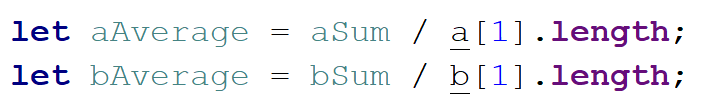 let aAverage = aSum / a[1].length;
let bAverage = bSum / b[1].length;